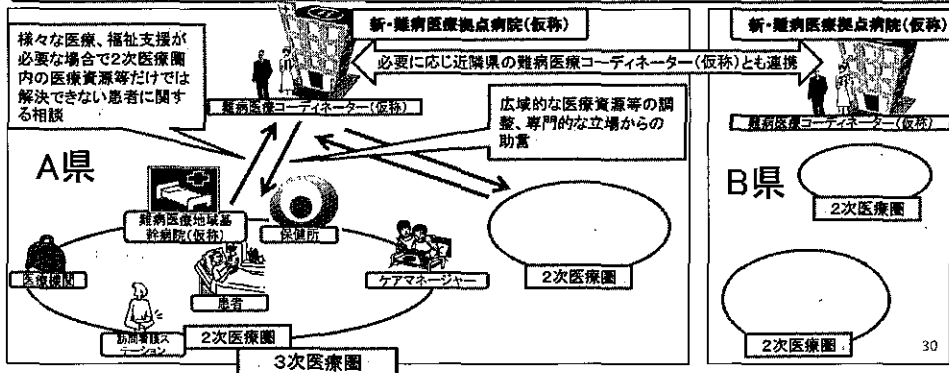 新・難病医療拠点病院(仮称)
様々な医療、福祉支援が
必要な場合で2次医療圏
内の医療資源等だけでは
解決できない患者に関す
る相談
必要に応じ近隣県の難病医療コーディネーター(仮称)とも連携
難病医療コーディネーター(仮称)
広域的な医療資源等の調
整、専門的な立場からの
助言
A県
難病医療地域基
幹病院(仮称)
保健所
医療機関
患者
ケアマネージャー
訪問看護ス
テーション
2次医療圏
3次医療圏
2次医療圏
新・難病医療拠点病院(仮称)
難病医療コーディネーター(仮称)
B県
2次医療圏
2次医療圏
30